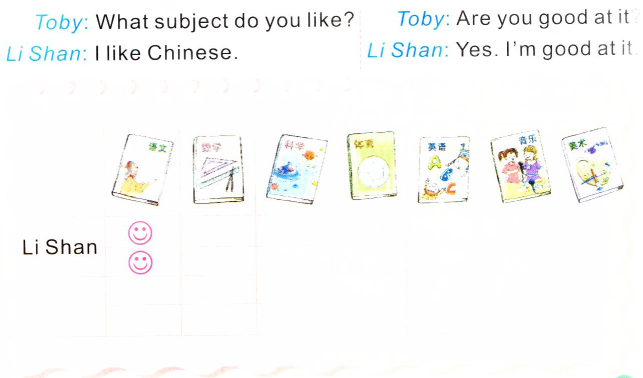 Toby: What subject do you like?
Li Shan: I like Chinese.
Toby: Are you good at it?
Li Shan: Yes. I'm good at it.
语文
数学
科学
体育
英语
音乐
美术
Li Shan